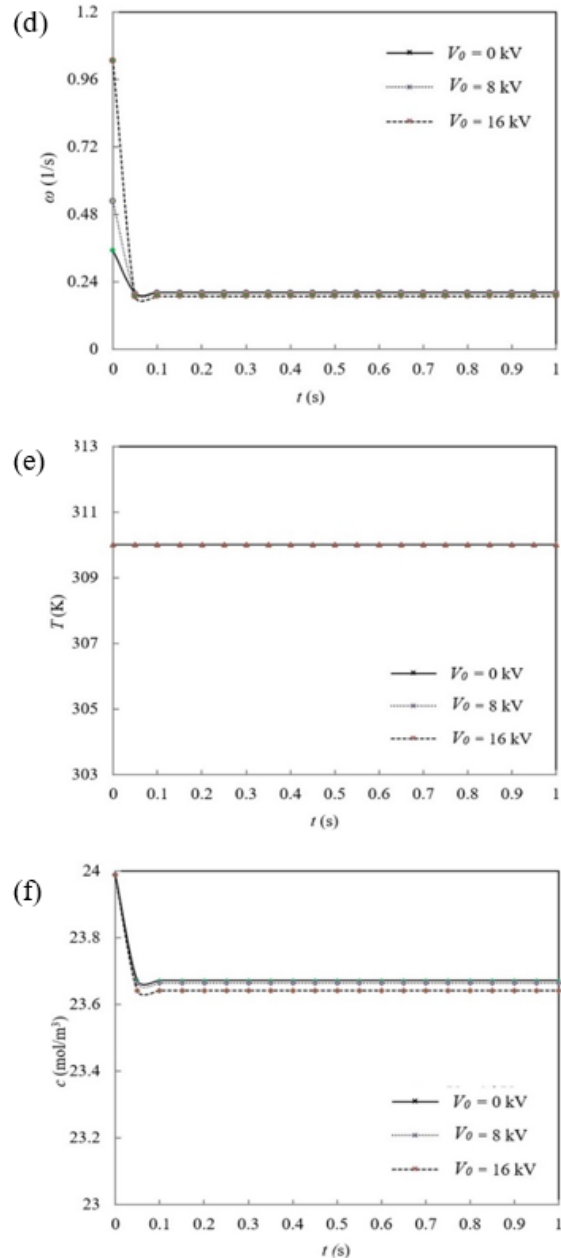 (d)
1.2
0.96
0.72
0.48
0.24
0
ω (1/s)
V₀ = 0 kV
V₀ = 8 kV
V₀ = 16 kV
0 0.1 0.2 0.3 0.4 0.5 0.6 0.7 0.8 0.9 1
t (s)
(e)
313
311
309
307
305
303
T (K)
V₀ = 0 kV
V₀ = 8 kV
V₀ = 16 kV
0 0.1 0.2 0.3 0.4 0.5 0.6 0.7 0.8 0.9 1
t (s)
(f)
24
23.8
23.6
23.4
23.2
23
c (mol/m³)
V₀ = 0 kV
V₀ = 8 kV
V₀ = 16 kV
0 0.1 0.2 0.3 0.4 0.5 0.6 0.7 0.8 0.9 1
t (s)